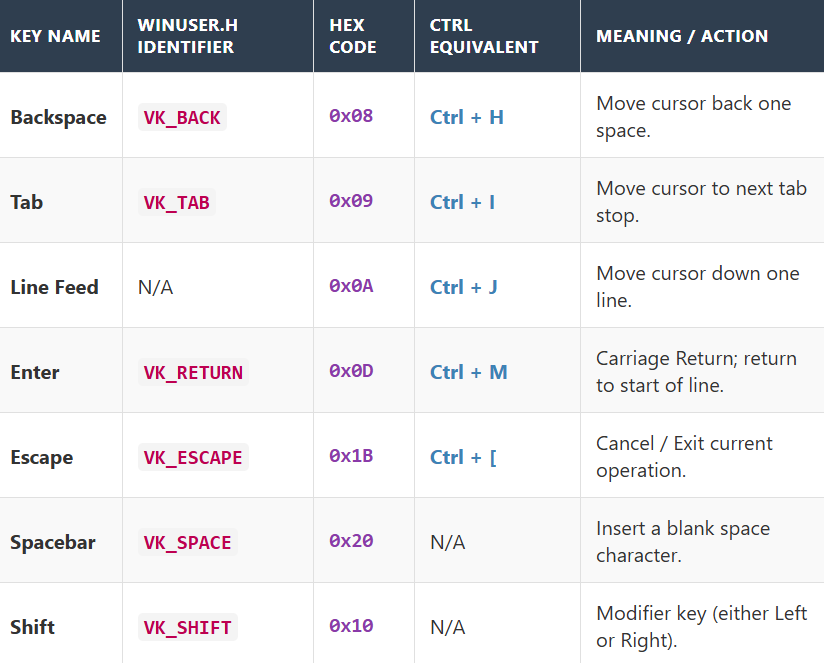 KEY NAME
WINUSER.H
IDENTIFIER
HEX
CODE
CTRL
EQUIVALENT
MEANING / ACTION
Backspace
VK_BACK
0x08
Ctrl + H
Move cursor back one
space.
Tab
VK_TAB
0x09
Ctrl + I
Move cursor to next tab
stop.
Line Feed
N/A
0x0A
Ctrl + J
Move cursor down one
line.
Enter
VK_RETURN
0x0D
Ctrl + M
Carriage Return; return
to start of line.
Escape
VK_ESCAPE
0x1B
Ctrl + [
Cancel / Exit current
operation.
Spacebar
VK_SPACE
0x20
N/A
Insert a blank space
character.
Shift
VK_SHIFT
0x10
N/A
Modifier key (either Left
or Right).